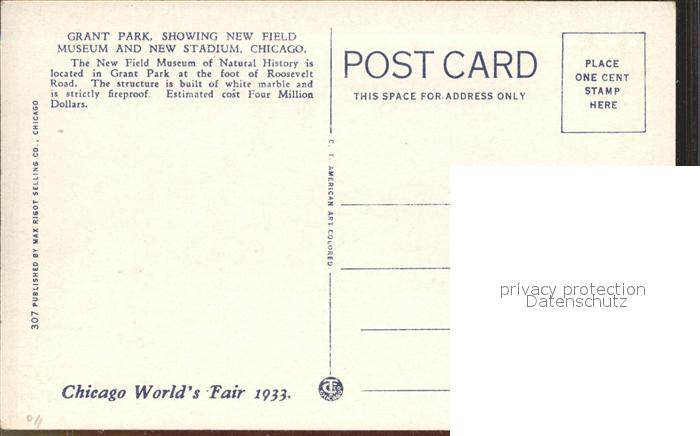 GRANT PARK, SHOWING NEW FIELD
MUSEUM AND NEW STADIUM, CHICAGO.
The New Field Museum of Natural History is
located in Grant Park at the foot of Roosevelt
Road. The structure is built of white marble and
is strictly fireproof. Estimated cost Four Million
Dollars.
307 PUBLISHED BY MAX RIGOT SELLING CO., CHICAGO
Chicago World's Fair 1933.
C. T. AMERICAN ART COLORED
POST CARD
THIS SPACE FOR ADDRESS ONLY
PLACE
ONE CENT
STAMP
HERE
privacy protection
Datenschutz